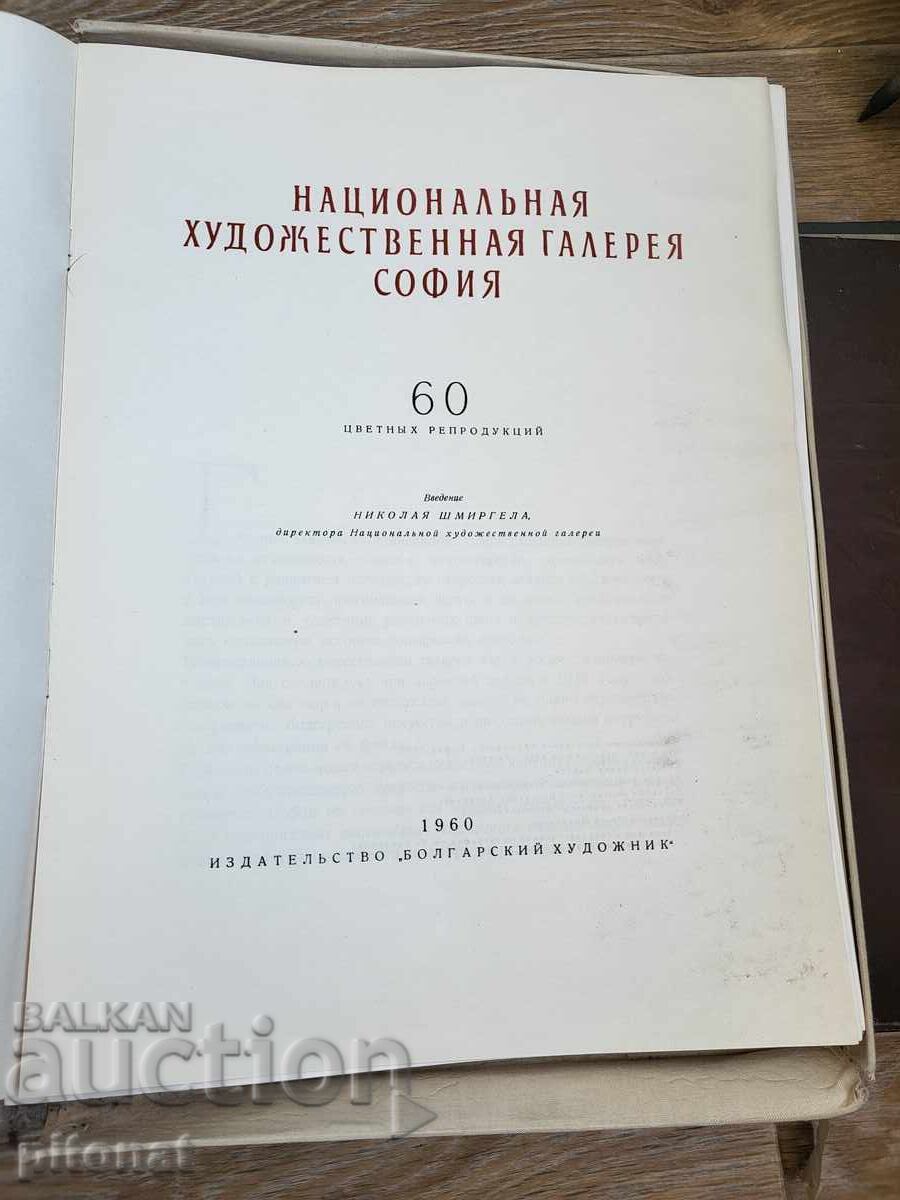 НАЦИОНАЛЬНАЯ
ХУДОЖЕСТВЕННАЯ ГАЛЕРЕЯ
СОФИЯ
60
ЦВЕТНЫХ РЕПРОДУКЦИЙ
Введение
НИКОЛАЯ ШМИРГЕЛА,
директора Национальной художественной галереи
1960
ИЗДАТЕЛЬСТВО „БОЛГАРСКИЙ ХУДОЖНИК“
BALKAN
auction
pitonat